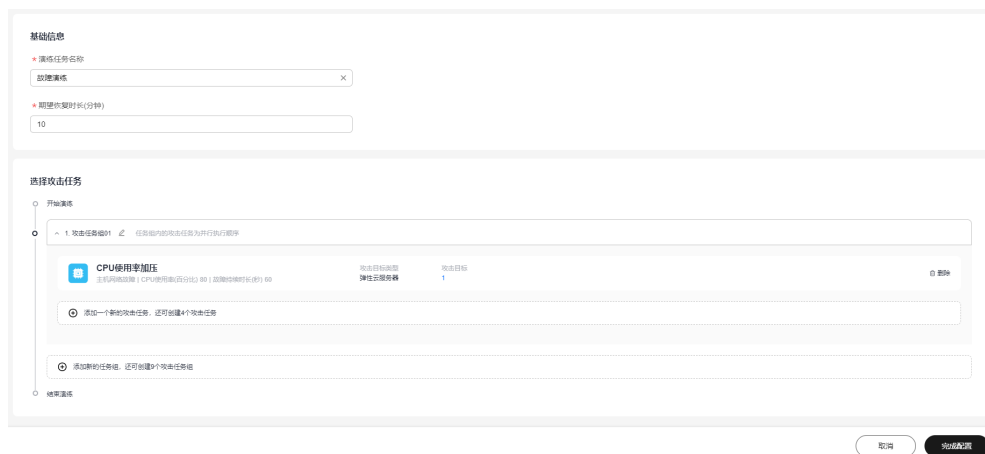 基础信息
* 演练任务名称
故障演练
* 期望恢复时长(分钟)
10
选择攻击任务
开始演练
1. 攻击任务组01 任务组内的攻击任务为并行执行顺序
CPU使用率加压 攻击目标类型 攻击目标
主机网络故障 | CPU使用率(百分比) 80 | 故障持续时长(秒) 60 弹性云服务器 1 删除
添加一个新的攻击任务，还可创建4个攻击任务
添加新的任务组，还可创建9个攻击任务组
结束演练
取消 完成配置